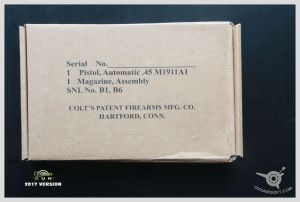 Serial No.
1 Pistol, Automatic .45 M1911A1
1 Magazine, Assembly
SNL No. B1, B6
COLT'S PATENT FIREARMS MFG. CO.
HARTFORD, CONN.
GUN
2017 VERSION